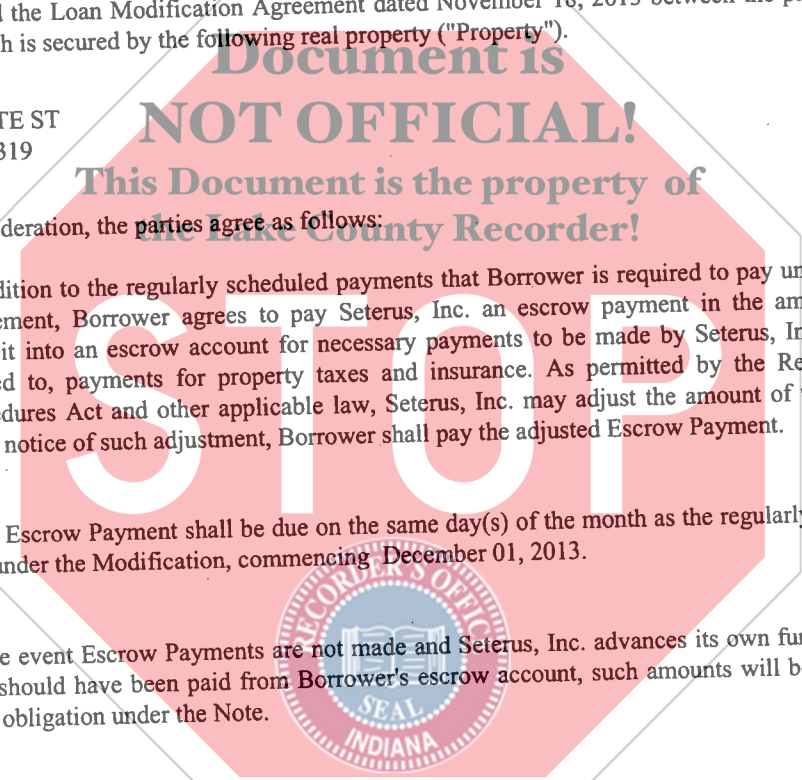 the Loan Modification Agreement dated November 18, 2013 between the
h is secured by the following real property ("Property").
Document is
NOT OFFICIAL!
TE ST
319
This Document is the property of
the Lake County Recorder!
deration, the parties agree as follows:
dition to the regularly scheduled payments that Borrower is required to pay un
ement, Borrower agrees to pay Seterus, Inc. an escrow payment in the am
it into an escrow account for necessary payments to be made by Seterus, In
ed to, payments for property taxes and insurance. As permitted by the Re
edures Act and other applicable law, Seterus, Inc. may adjust the amount of
notice of such adjustment, Borrower shall pay the adjusted Escrow Payment.
STOP
Escrow Payment shall be due on the same day(s) of the month as the regularly
under the Modification, commencing December 01, 2013.
e event Escrow Payments are not made and Seterus, Inc. advances its own fun
should have been paid from Borrower's escrow account, such amounts will b
obligation under the Note.
RECORDER'S OFFICE
SEAL
INDIANA